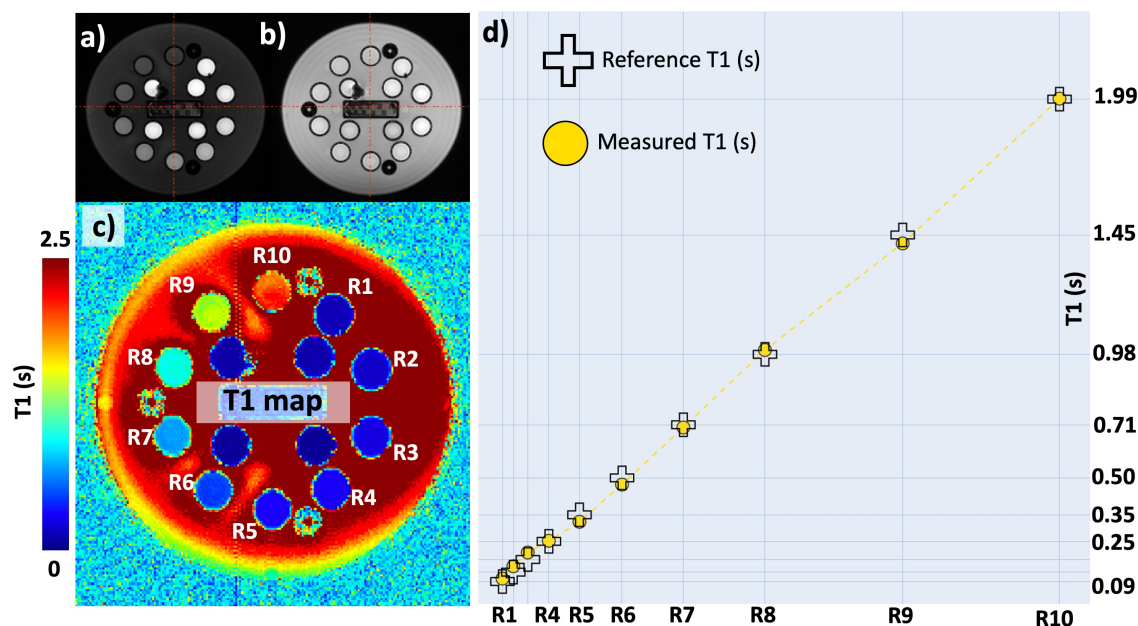 a)
b)
c)
2.5
T1 (s)
0
R10
R9
R1
R8
R2
T1 map
R7
R3
R6
R4
R5
d)
Reference T1 (s)
Measured T1 (s)
1.99
1.45
T1 (s)
0.98
0.71
0.50
0.35
0.25
0.09
R1 R4 R5 R6 R7 R8 R9 R10